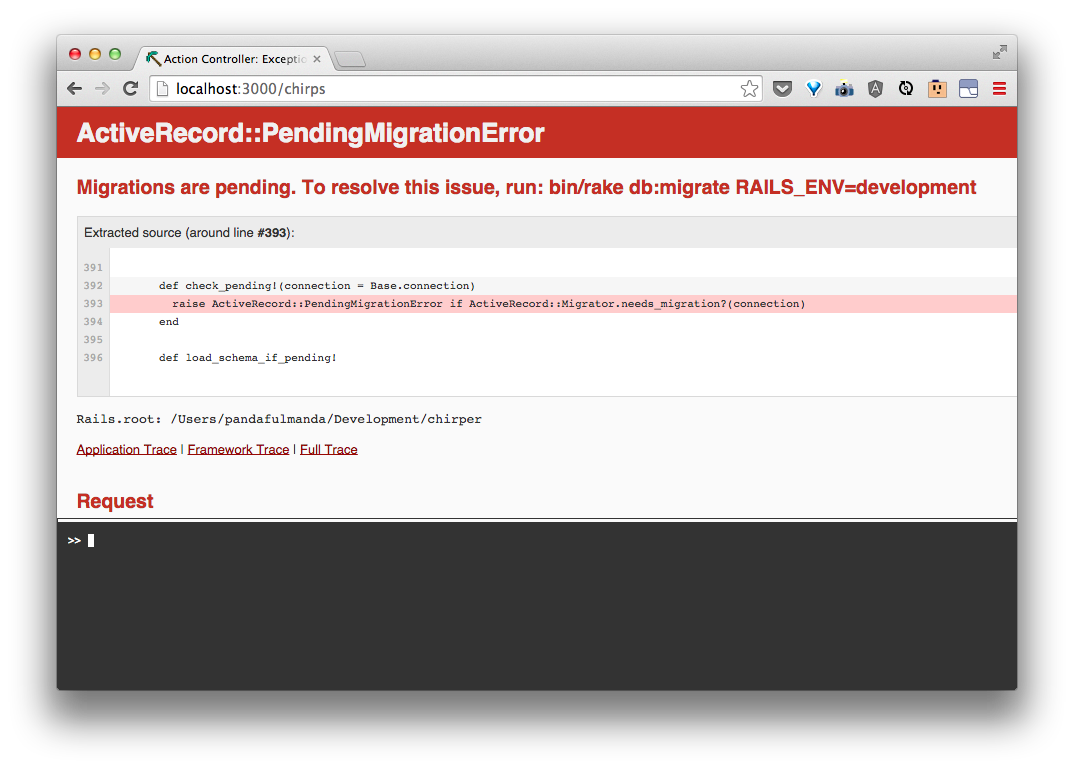 Action Controller: Exceptio
localhost:3000/chirps
ActiveRecord::PendingMigrationError
Migrations are pending. To resolve this issue, run: bin/rake db:migrate RAILS_ENV=development
Extracted source (around line #393):
391
392 def check_pending!(connection = Base.connection)
393 raise ActiveRecord::PendingMigrationError if ActiveRecord::Migrator.needs_migration?(connection)
394 end
395
396 def load_schema_if_pending!
Rails.root: /Users/pandafulmanda/Development/chirper
Application Trace | Framework Trace | Full Trace
Request
>>